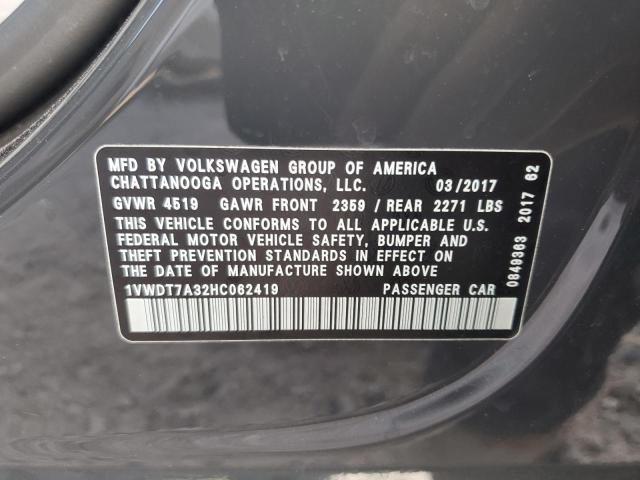 MFD BY VOLKSWAGEN GROUP OF AMERICA
CHATTANOOGA OPERATIONS, LLC. 03/2017
GVWR 4519 GAWR FRONT 2359 / REAR 2271 LBS
THIS VEHICLE CONFORMS TO ALL APPLICABLE U.S.
FEDERAL MOTOR VEHICLE SAFETY, BUMPER AND
THEFT PREVENTION STANDARDS IN EFFECT ON
THE DATE OF MANUFACTURE SHOWN ABOVE
1VWDT7A32HC062419 PASSENGER CAR
0849363 2017 62